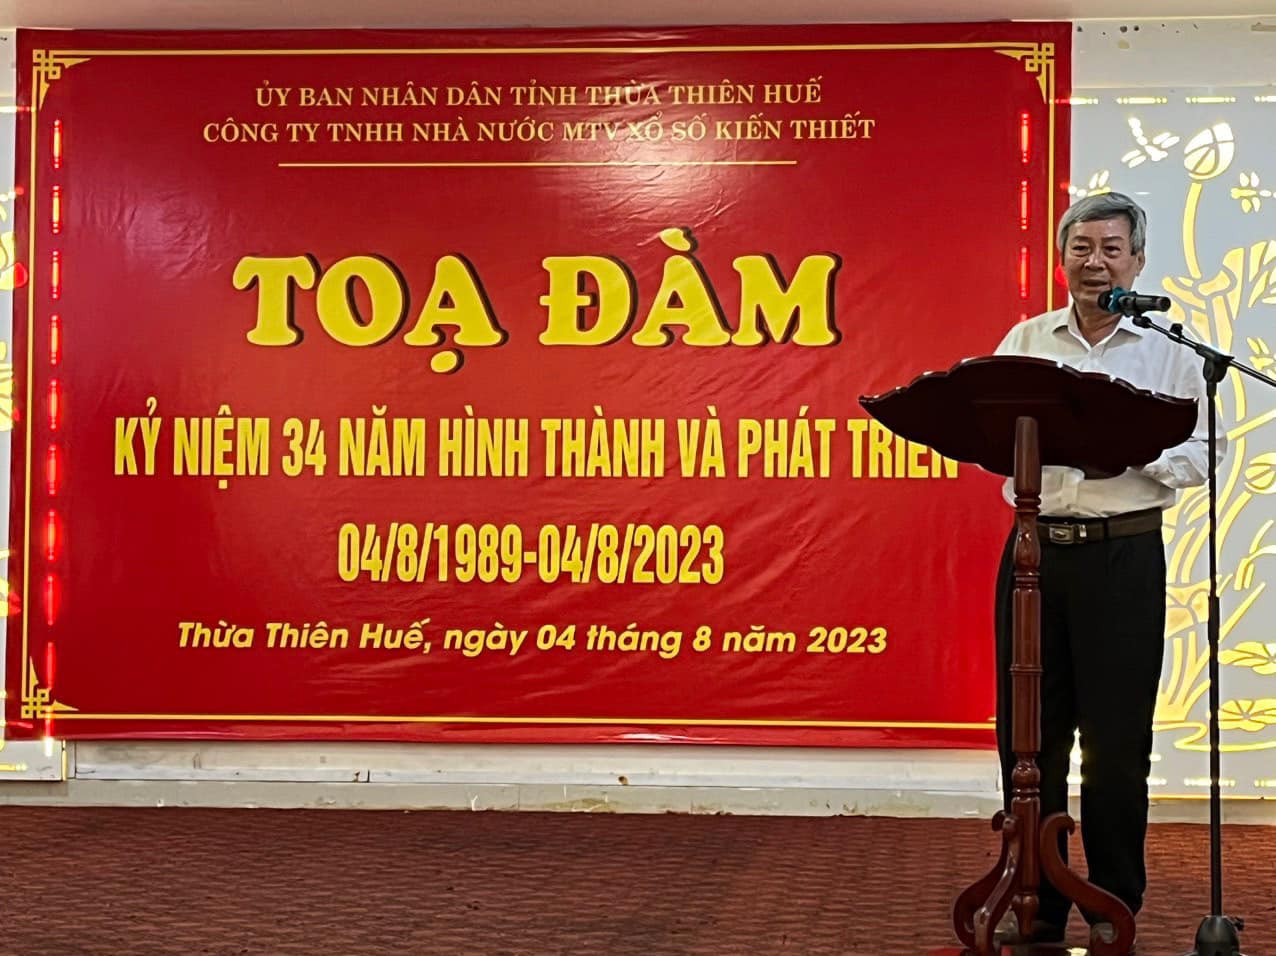 ỦY BAN NHÂN DÂN TỈNH THỪA THIÊN HUẾ
CÔNG TY TNHH NHÀ NƯỚC MTV XỔ SỐ KIẾN THIẾT
TOẠ ĐÀM
KỶ NIỆM 34 NĂM HÌNH THÀNH VÀ PHÁT TRIỂN
04/8/1989-04/8/2023
Thừa Thiên Huế, ngày 04 tháng 8 năm 2023